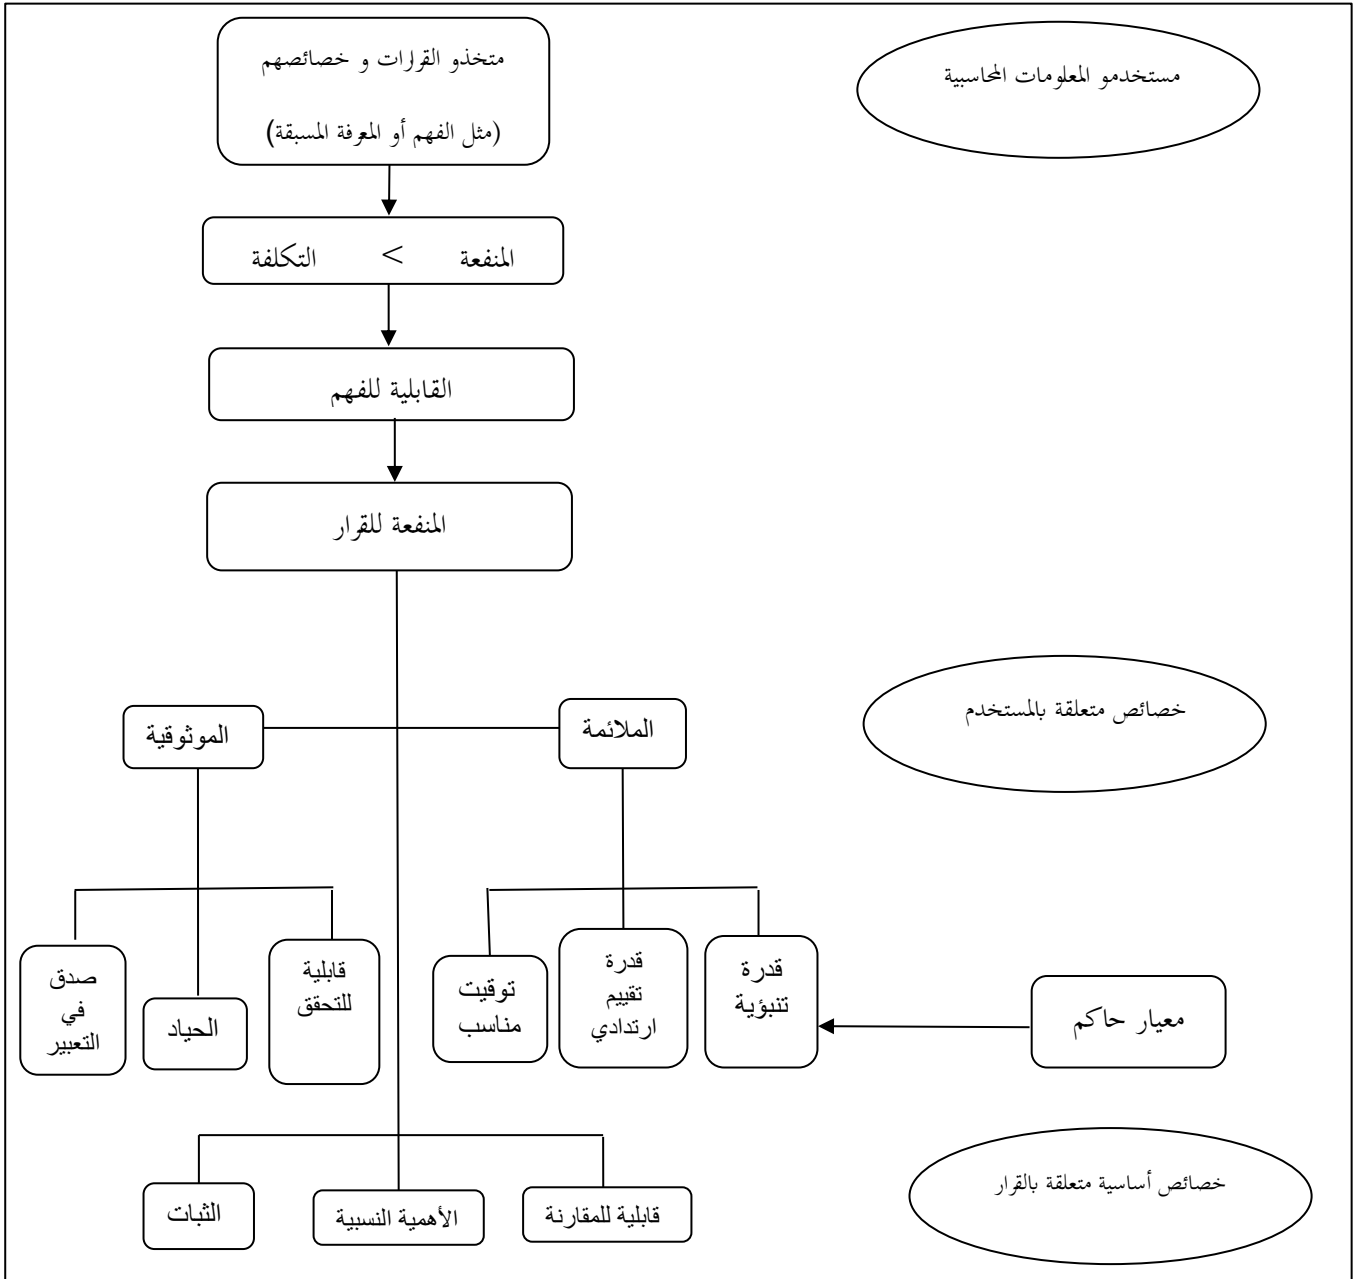 متخذو القرارات و خصائصهم
(مثل الفهم أو المعرفة المسبقة)
مستخدمو المعلومات المحاسبية
المنفعة > التكلفة
القابلية للفهم
المنفعة للقرار
خصائص متعلقة بالمستخدم
الملائمة
الموثوقية
معيار حاكم
قدرة
تنبؤية
قدرة
تقييم
ارتدادي
توقيت
مناسب
قابلية
للتحقق
الحياد
صدق
في
التعبير
خصائص أساسية متعلقة بالقرار
قابلية للمقارنة
الأهمية النسبية
الثبات